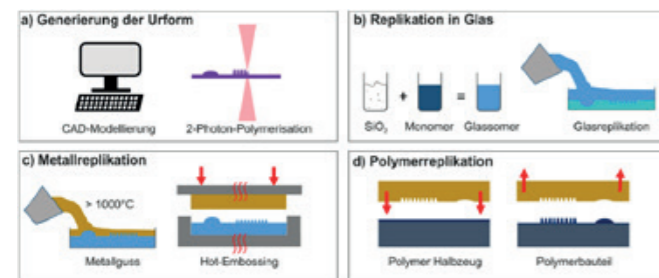 a) Generierung der Urform
CAD-Modellierung
2-Photon-Polymerisation
b) Replikation in Glas
+
=
SiO₂
Monomer
Glassomer
Glasreplikation
c) Metallreplikation
> 1000°C
Metallguss
Hot-Embossing
d) Polymerreplikation
Polymer Halbzeug
Polymerbauteil